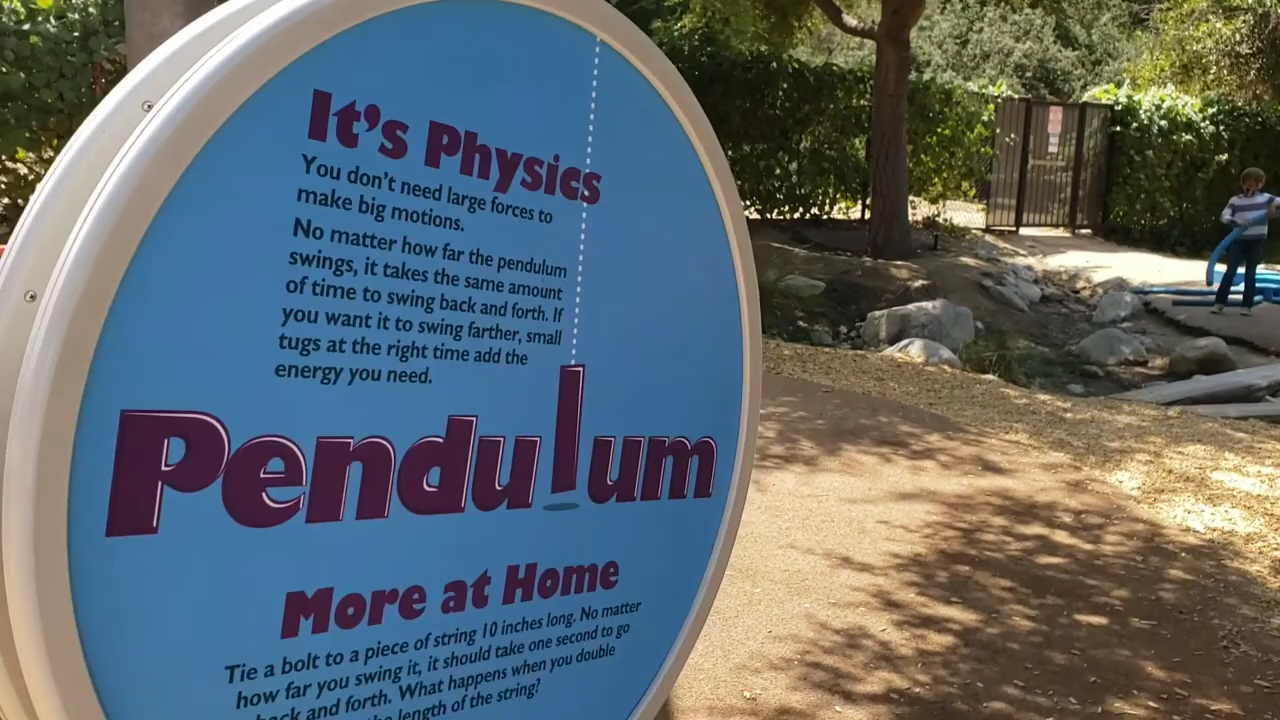 It's Physics
You don't need large forces to
make big motions.
No matter how far the pendulum
swings, it takes the same amount
of time to swing back and forth. If
you want it to swing farther, small
tugs at the right time add the
energy you need.
Pendulum
More at Home
Tie a bolt to a piece of string 10 inches long. No matter
how far you swing it, it should take one second to go
back and forth. What happens when you double
the length of the string?